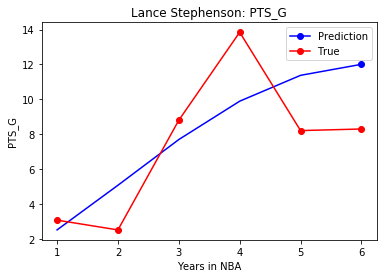 Lance Stephenson: PTS_G
Prediction
True
14
12
10
8
6
4
2
PTS_G
1 2 3 4 5 6
Years in NBA